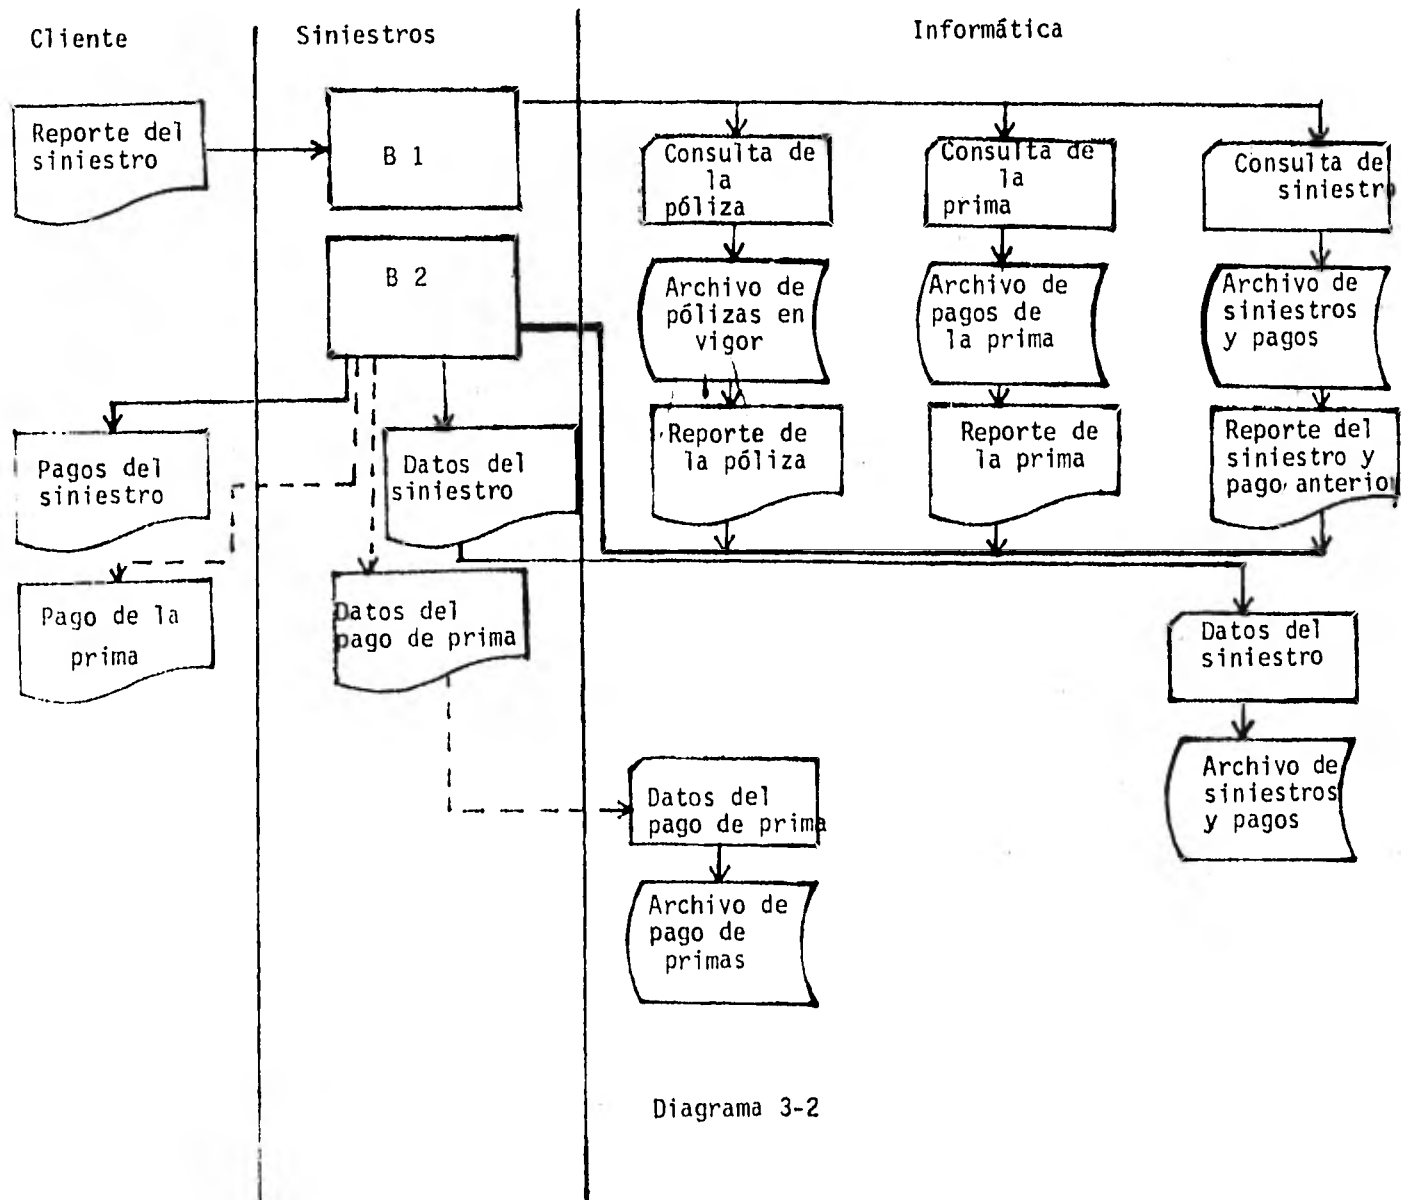 Cliente
Siniestros
Informática
Reporte del
siniestro
B 1
Consulta de
la
póliza
Consulta de
la
prima
Consulta de
siniestro
B 2
Archivo de
pólizas en
vigor
Archivo de
pagos de
la prima
Archivo de
siniestros
y pagos
Pagos del
siniestro
Datos del
siniestro
Reporte de
la póliza
Reporte de
la prima
Reporte del
siniestro y
pago anterior
Pago de la
prima
Datos del
pago de prima
Datos del
siniestro
Datos del
pago de prima
Archivo de
siniestros
y pagos
Archivo de
pago de
primas
Diagrama 3-2